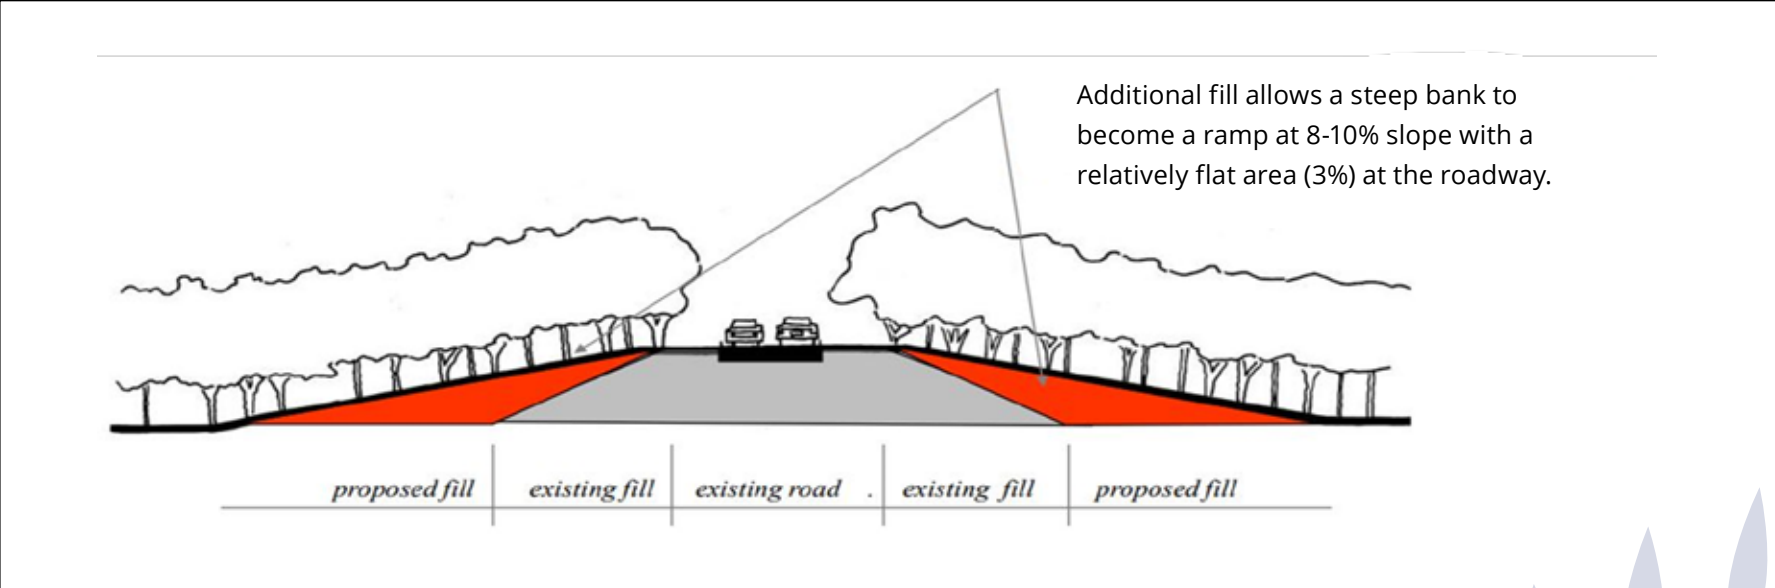 Additional fill allows a steep bank to
become a ramp at 8-10% slope with a
relatively flat area (3%) at the roadway.
proposed fill existing fill existing road . existing fill proposed fill